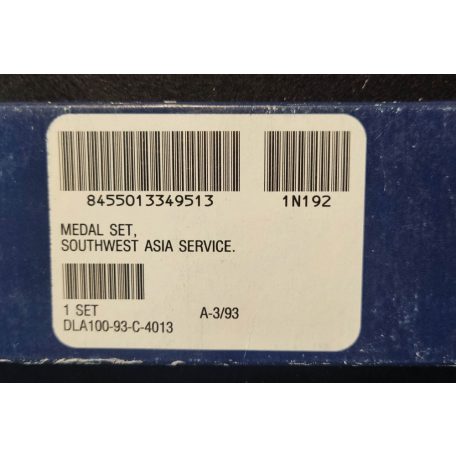 8455013349513 1N192
MEDAL SET,
SOUTHWEST ASIA SERVICE.
1 SET A-3/93
DLA100-93-C-4013